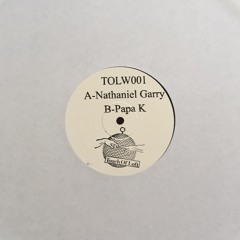 TOLW001
A-Nathaniel Garry
B-Papa K